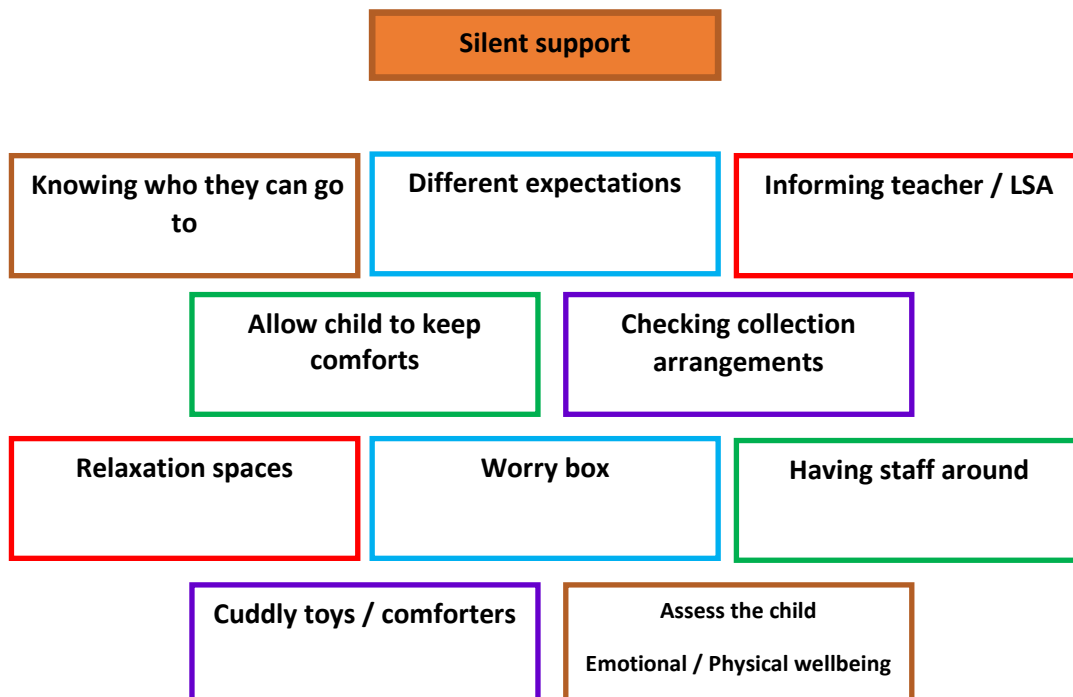 Silent support
Knowing who they can go
to
Different expectations
Informing teacher / LSA
Allow child to keep
comforts
Checking collection
arrangements
Relaxation spaces
Worry box
Having staff around
Cuddly toys / comforters
Assess the child
Emotional / Physical wellbeing